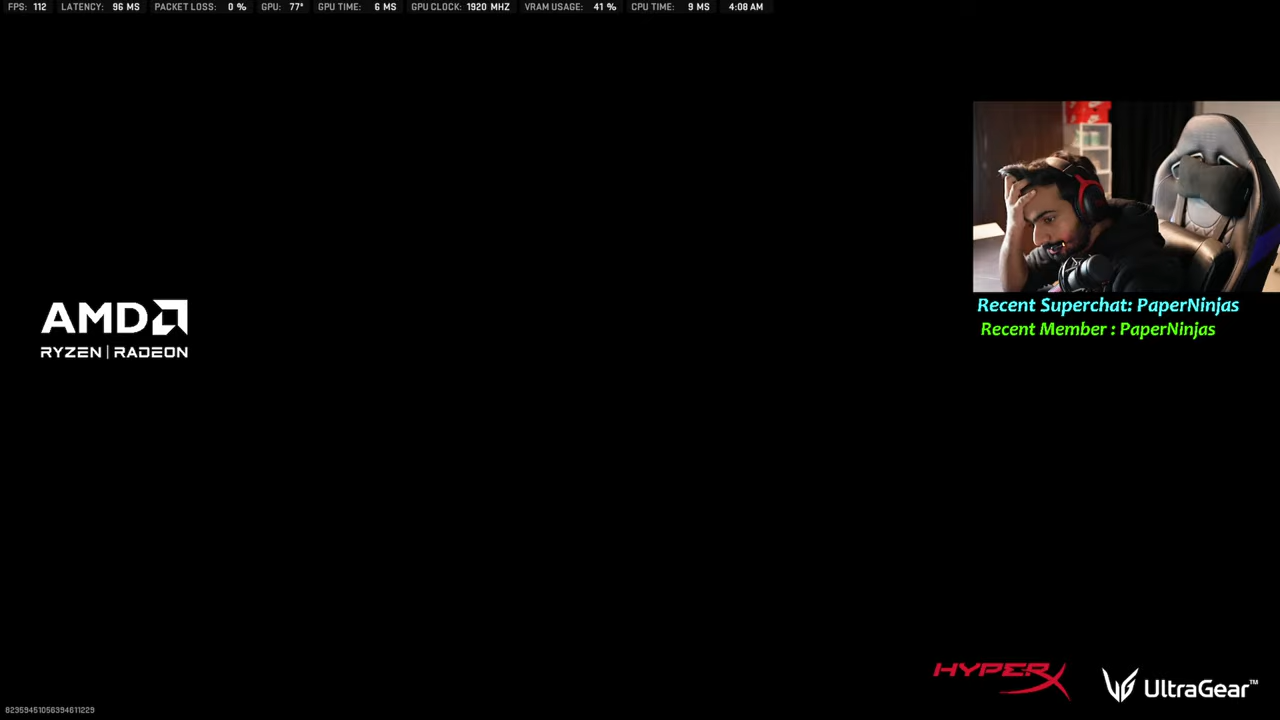 FPS: 112 LATENCY: 96 MS PACKET LOSS: 0 % GPU: 77° GPU TIME: 6 MS GPU CLOCK: 1920 MHZ VRAM USAGE: 41 % CPU TIME: 9 MS 4:08 AM
AMD
RYZEN | RADEON
Recent Superchat: PaperNinjas
Recent Member : PaperNinjas
HYPERX
UltraGear™
82359451056394611229